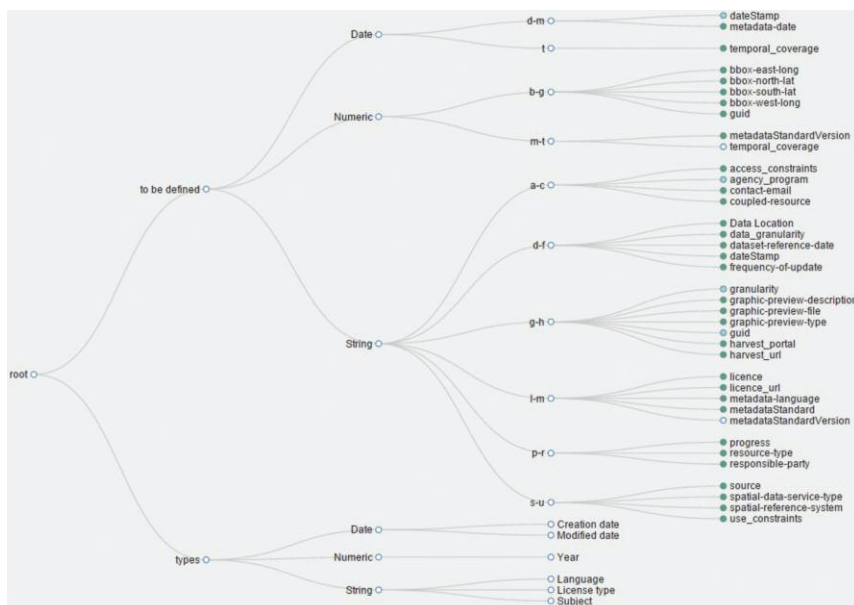 root
to be defined
Date
d-m
dateStamp
metadata-date
t
temporal_coverage
Numeric
b-g
bbox-east-long
bbox-north-lat
bbox-south-lat
bbox-west-long
guid
m-t
metadataStandardVersion
temporal_coverage
String
a-c
access_constraints
agency_program
contact-email
coupled-resource
d-f
Data Location
data_granularity
dataset-reference-date
dateStamp
frequency-of-update
g-h
granularity
graphic-preview-description
graphic-preview-file
graphic-preview-type
guid
harvest_portal
harvest_url
l-m
licence
licence_url
metadata-language
metadataStandard
metadataStandardVersion
p-r
progress
resource-type
responsible-party
s-u
source
spatial-data-service-type
spatial-reference-system
use_constraints
types
Date
Creation date
Modified date
Numeric
Year
String
Language
License type
Subject